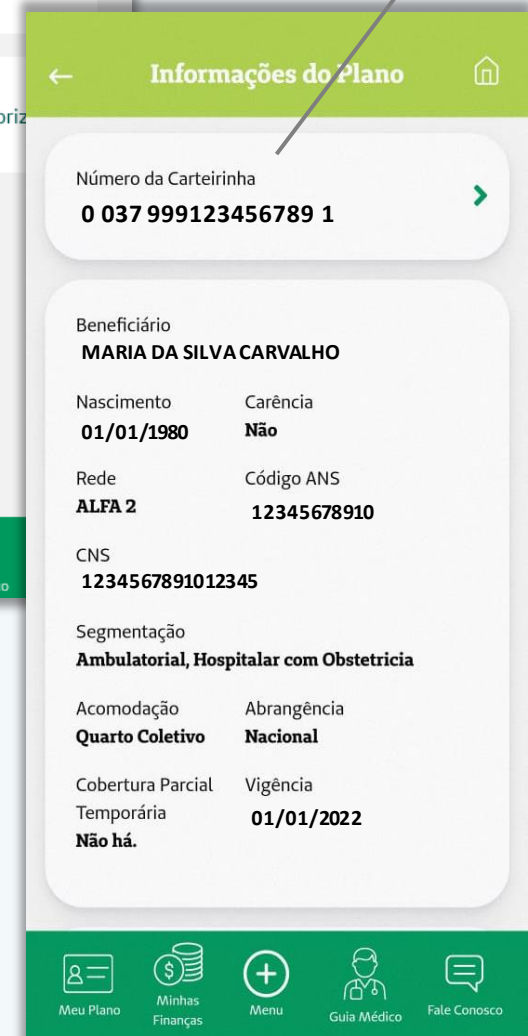 Informações do Plano
Número da Carteirinha
0 037 999123456789 1
Beneficiário
MARIA DA SILVA CARVALHO
Nascimento Carência
01/01/1980 Não
Rede Código ANS
ALFA 2 12345678910
CNS
1234567891012345
Segmentação
Ambulatorial, Hospitalar com Obstetricia
Acomodação Abrangência
Quarto Coletivo Nacional
Cobertura Parcial Vigência
Temporária 01/01/2022
Não há.
Meu Plano
Minhas
Finanças
Menu
Guia Médico
Fale Conosco